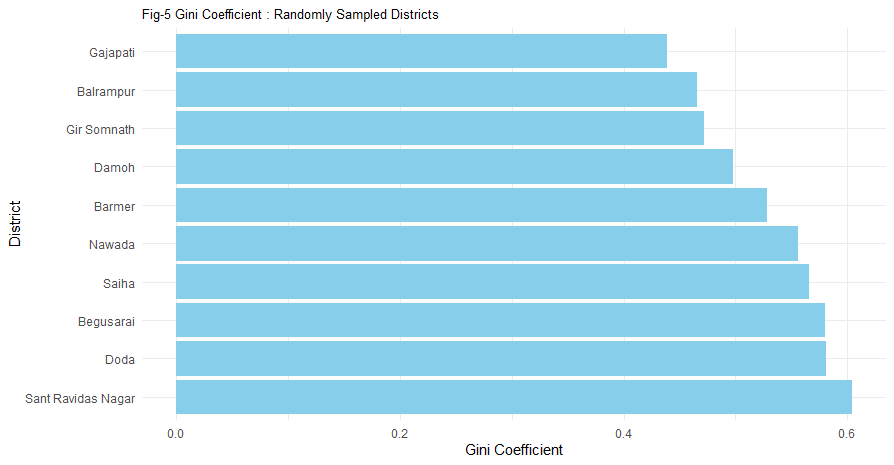 Fig-5 Gini Coefficient : Randomly Sampled Districts
Gajapati
Balrampur
Gir Somnath
Damoh
Barmer
Nawada
Saiha
Begusarai
Doda
Sant Ravidas Nagar
District
0.0 0.2 0.4 0.6
Gini Coefficient